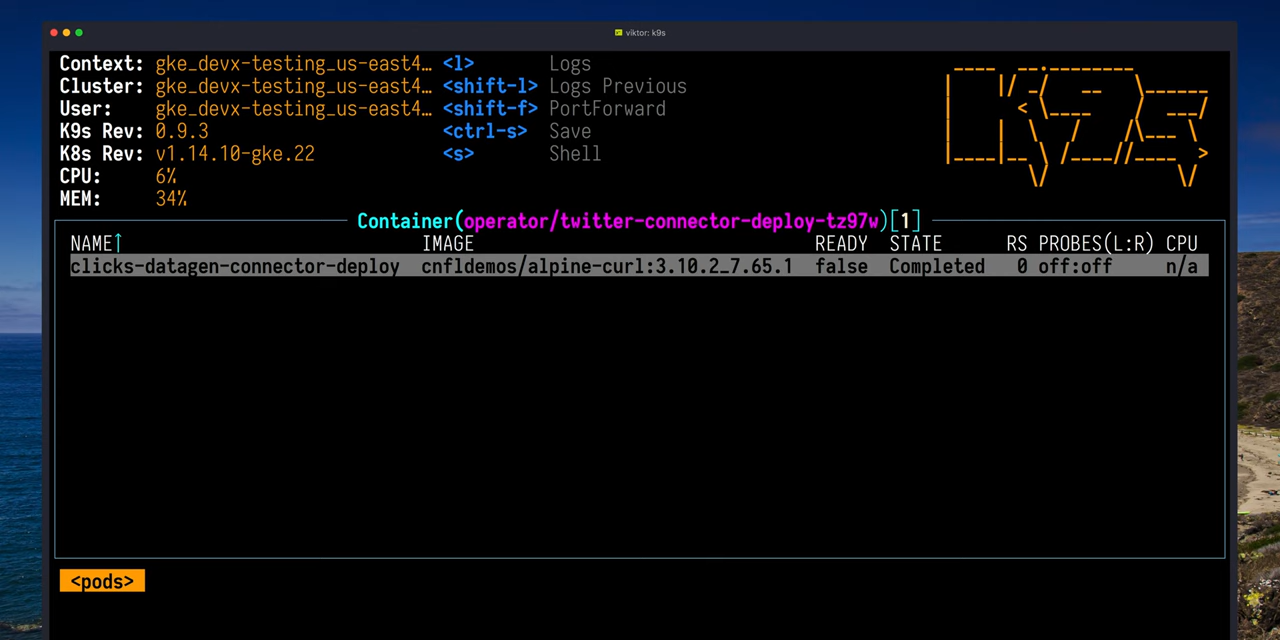 viktor: k9s
Context: gke_devx-testing_us-east4… <l> Logs
Cluster: gke_devx-testing_us-east4… <shift-l> Logs Previous
User: gke_devx-testing_us-east4… <shift-f> PortForward
K9s Rev: 0.9.3 <ctrl-s> Save
K8s Rev: v1.14.10-gke.22 <s> Shell
CPU: 6%
MEM: 34%
Container(operator/twitter-connector-deploy-tz97w)[1]
NAME↑ IMAGE READY STATE RS PROBES(L:R) CPU
clicks-datagen-connector-deploy cnfldemos/alpine-curl:3.10.2_7.65.1 false Completed 0 off:off n/a
<pods>